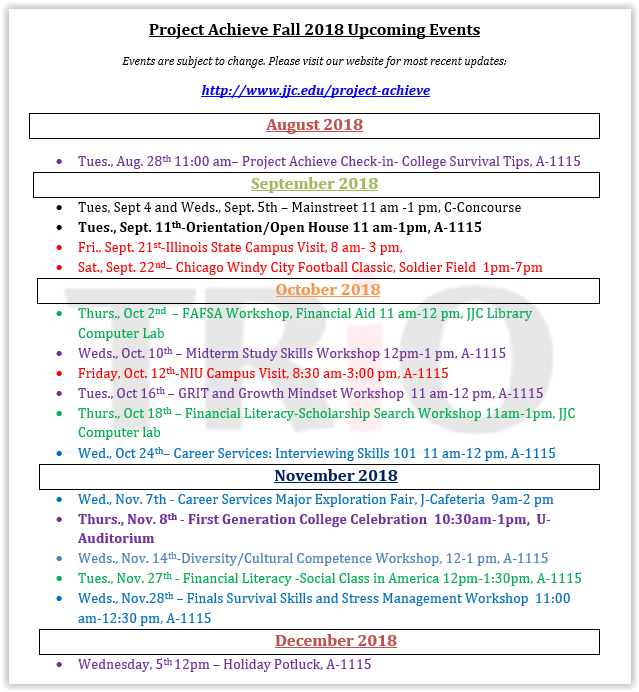 Project Achieve Fall 2018 Upcoming Events
Events are subject to change. Please visit our website for most recent updates:
http://www.jjc.edu/project-achieve
August 2018
• Tues., Aug. 28th 11:00 am– Project Achieve Check-in- College Survival Tips, A-1115
September 2018
• Tues, Sept 4 and Weds., Sept. 5th – Mainstreet 11 am -1 pm, C-Concourse
• Tues., Sept. 11th-Orientation/Open House 11 am-1pm, A-1115
• Fri., Sept. 21st-Illinois State Campus Visit, 8 am- 3 pm,
• Sat., Sept. 22nd– Chicago Windy City Football Classic, Soldier Field 1pm-7pm
October 2018
TRiO
• Thurs., Oct 2nd – FAFSA Workshop, Financial Aid 11 am-12 pm, JJC Library
Computer Lab
• Weds., Oct. 10th – Midterm Study Skills Workshop 12pm-1 pm, A-1115
• Friday, Oct. 12th-NIU Campus Visit, 8:30 am-3:00 pm, A-1115
• Tues., Oct 16th – GRIT and Growth Mindset Workshop 11 am-12 pm, A-1115
• Thurs., Oct 18th – Financial Literacy-Scholarship Search Workshop 11am-1pm, JJC
Computer lab
• Wed., Oct 24th– Career Services: Interviewing Skills 101 11 am-12 pm, A-1115
November 2018
• Wed., Nov. 7th - Career Services Major Exploration Fair, J-Cafeteria 9am-2 pm
• Thurs., Nov. 8th - First Generation College Celebration 10:30am-1pm, U-
Auditorium
• Weds., Nov. 14th-Diversity/Cultural Competence Workshop, 12-1 pm, A-1115
• Tues., Nov. 27th - Financial Literacy -Social Class in America 12pm-1:30pm, A-1115
• Weds., Nov.28th – Finals Survival Skills and Stress Management Workshop 11:00
am-12:30 pm, A-1115
December 2018
• Wednesday, 5th 12pm – Holiday Potluck, A-1115